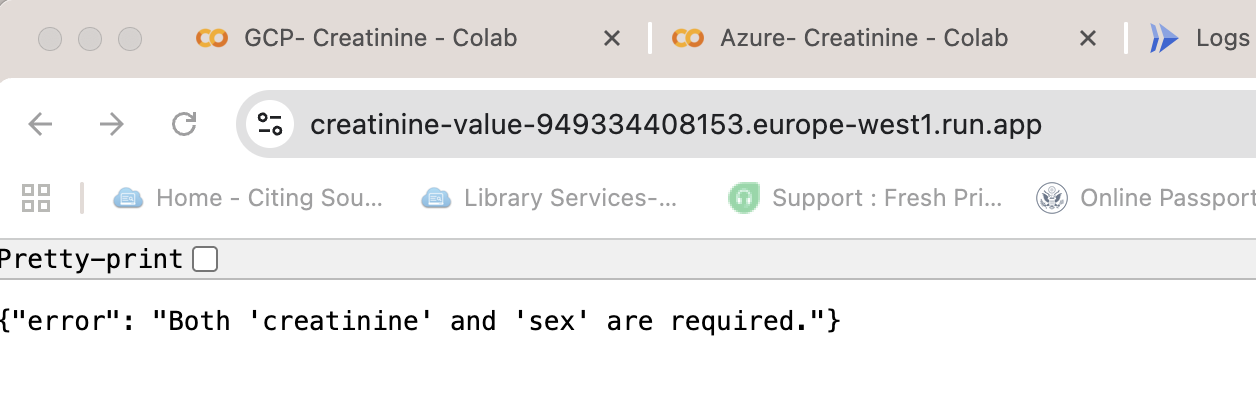 GCP- Creatinine - Colab
Azure- Creatinine - Colab
Logs
creatinine-value-949334408153.europe-west1.run.app
Home - Citing Sou...
Library Services-...
Support : Fresh Pri...
Online Passport
Pretty-print
{"error": "Both 'creatinine' and 'sex' are required."}